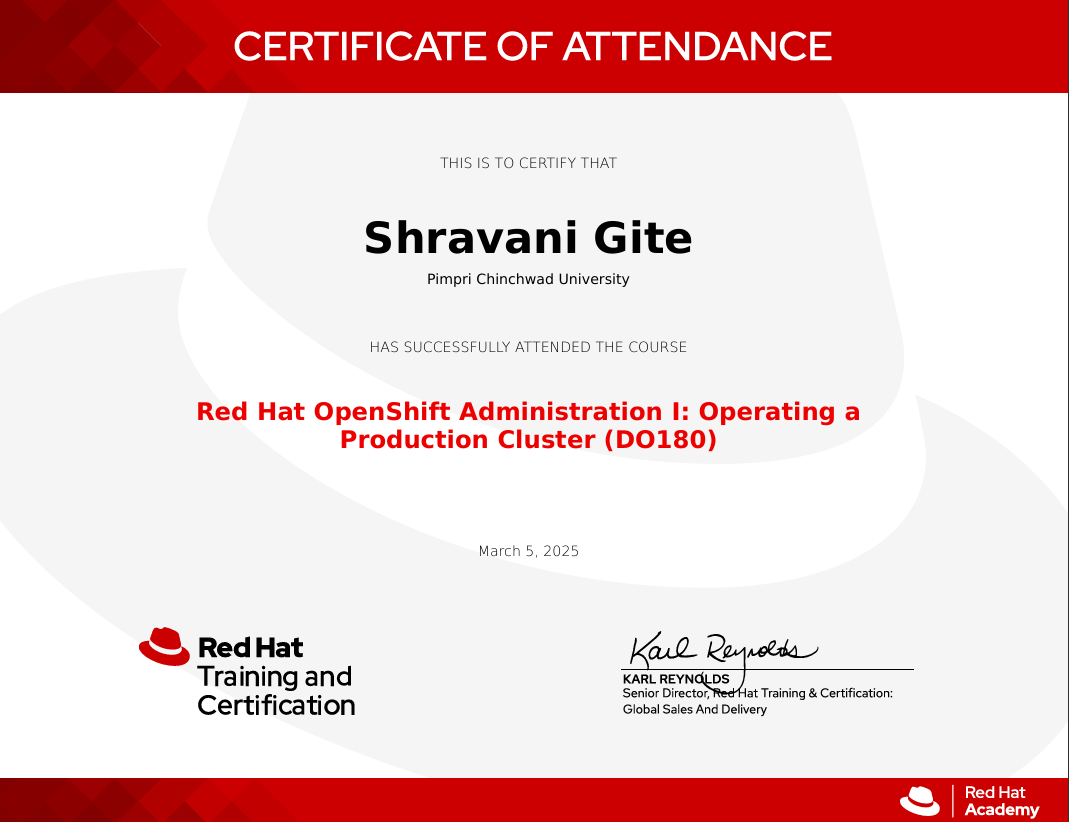 CERTIFICATE OF ATTENDANCE
THIS IS TO CERTIFY THAT
Shravani Gite
Pimpri Chinchwad University
HAS SUCCESSFULLY ATTENDED THE COURSE
Red Hat OpenShift Administration I: Operating a
Production Cluster (DO180)
March 5, 2025
Red Hat
Training and
Certification
Karl Reynolds
KARL REYNOLDS
Senior Director, Red Hat Training & Certification:
Global Sales And Delivery
Red Hat
Academy